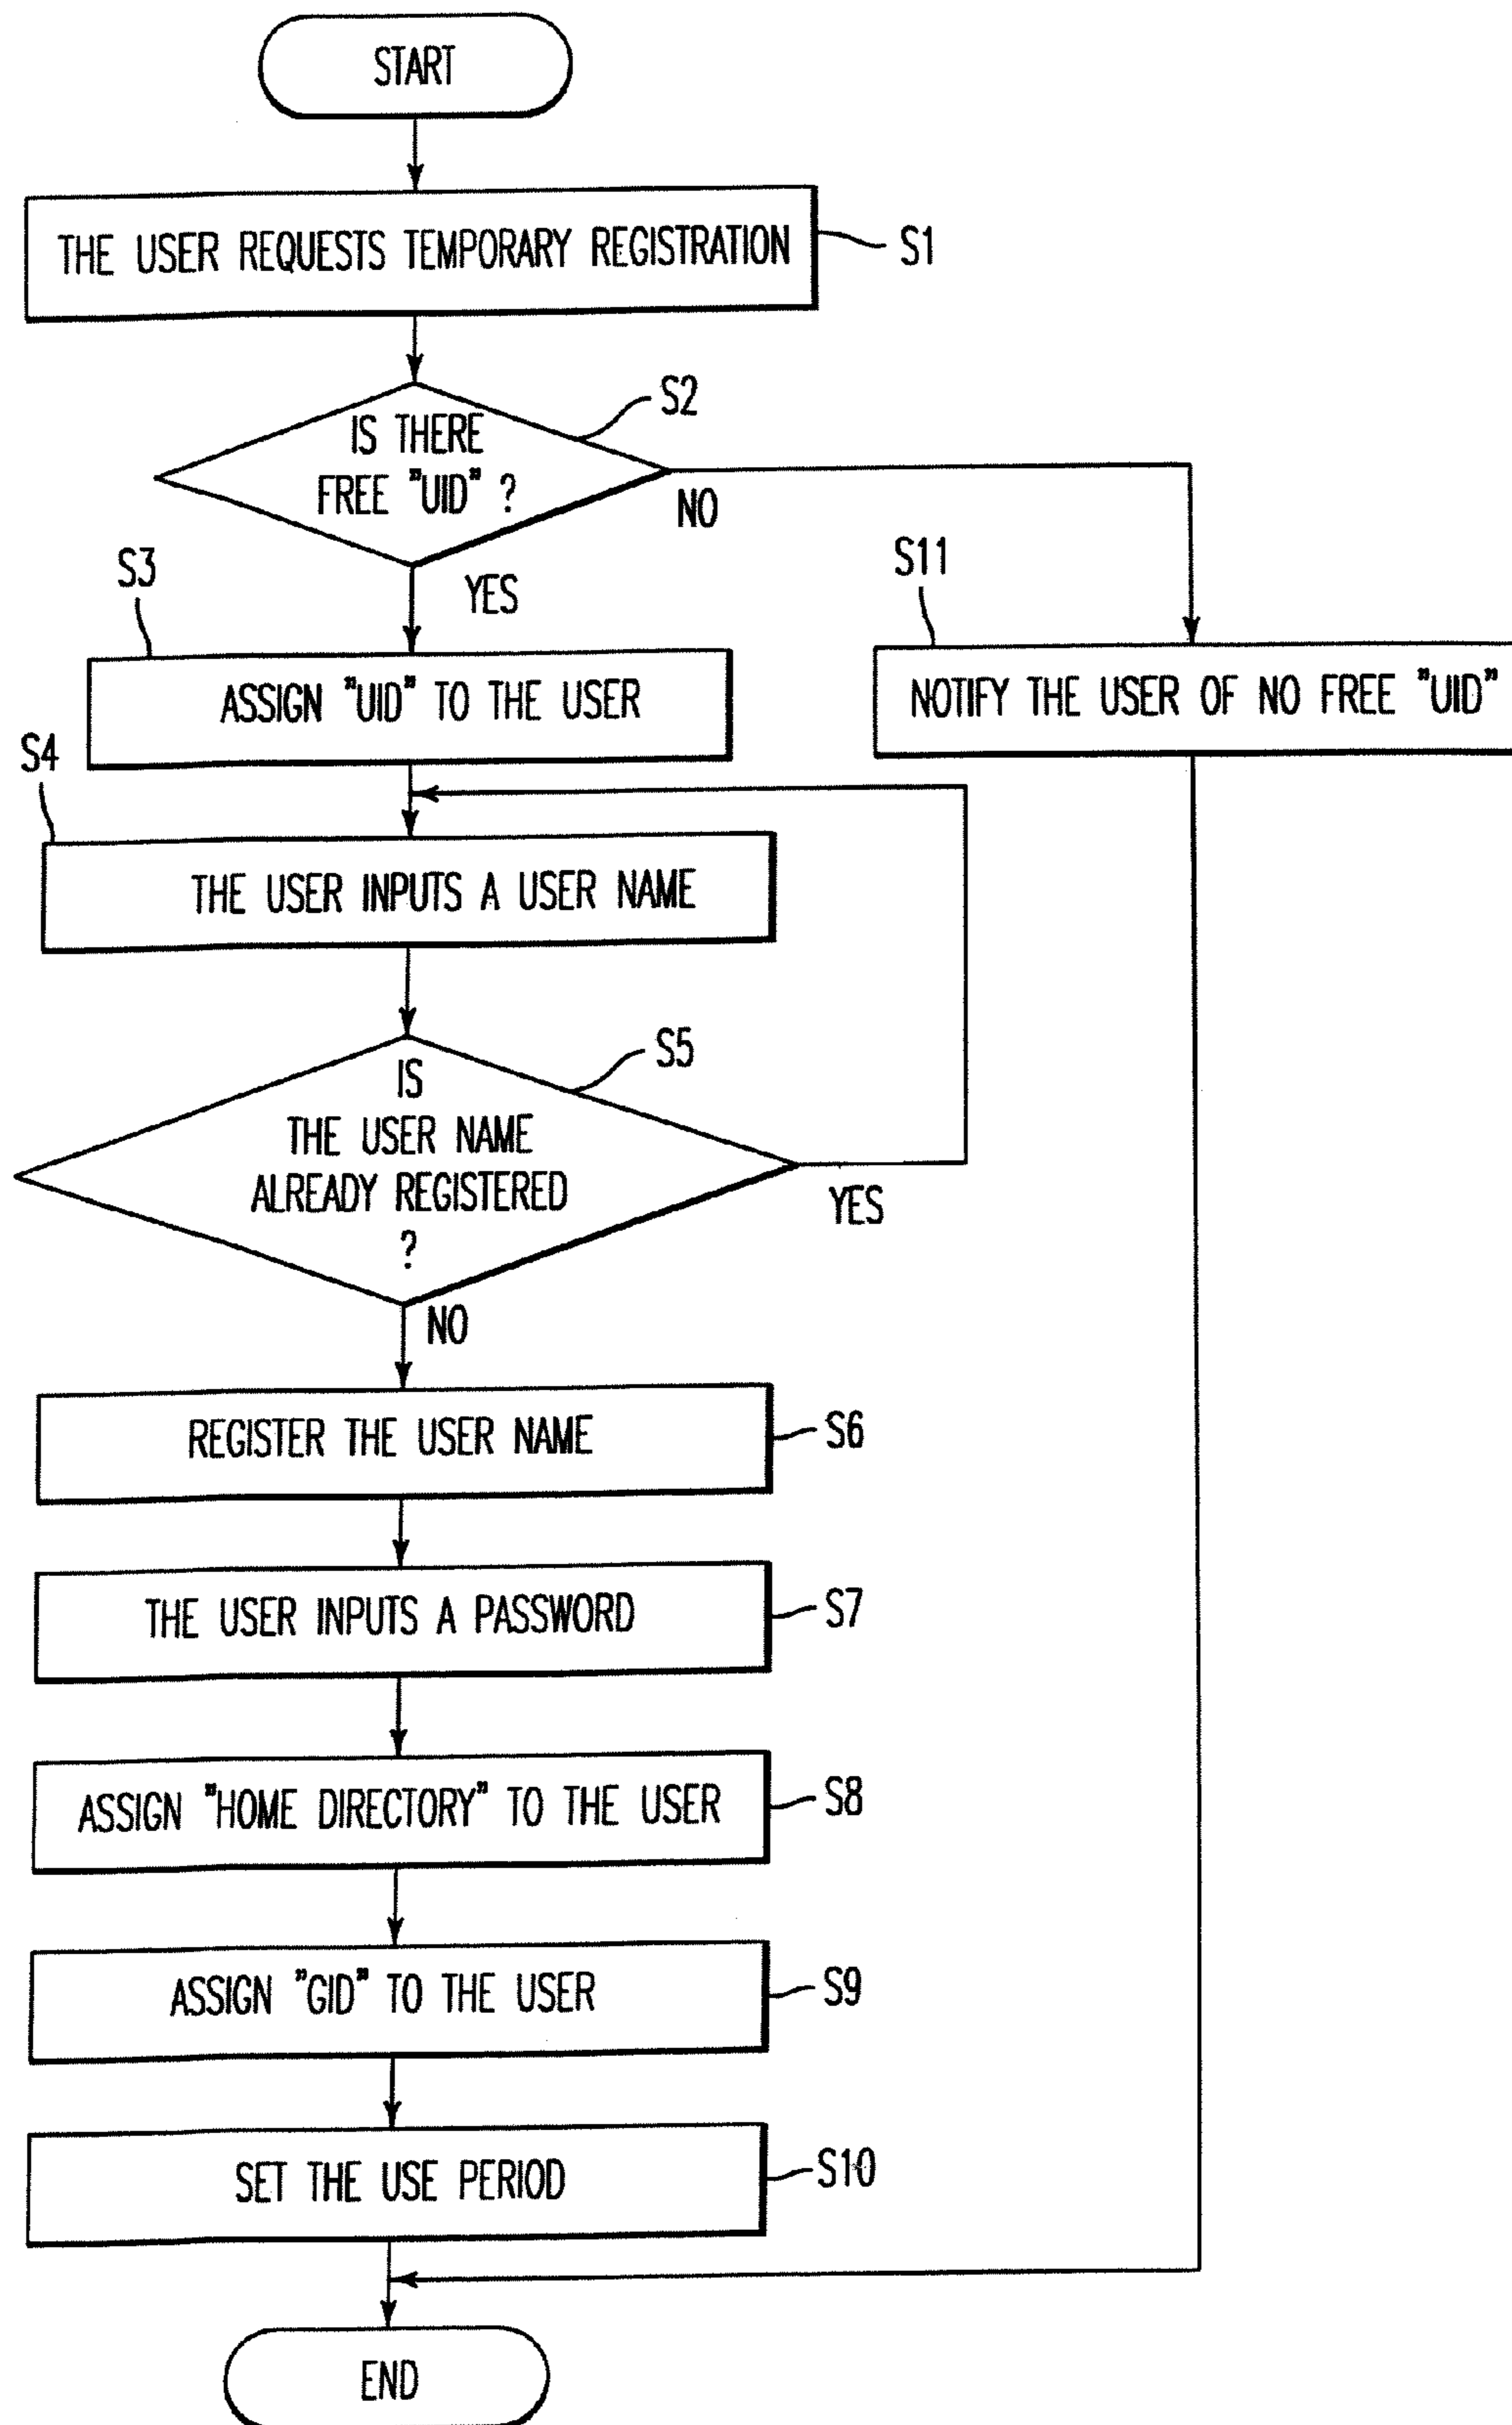 START
THE USER REQUESTS TEMPORARY REGISTRATION
S1
S2
IS THERE
FREE "UID" ?
NO
YES
S3
S11
ASSIGN "UID" TO THE USER
NOTIFY THE USER OF NO FREE "UID"
S4
THE USER INPUTS A USER NAME
S5
IS
THE USER NAME
ALREADY REGISTERED
?
YES
NO
REGISTER THE USER NAME
S6
THE USER INPUTS A PASSWORD
S7
ASSIGN "HOME DIRECTORY" TO THE USER
S8
ASSIGN "GID" TO THE USER
S9
SET THE USE PERIOD
S10
END